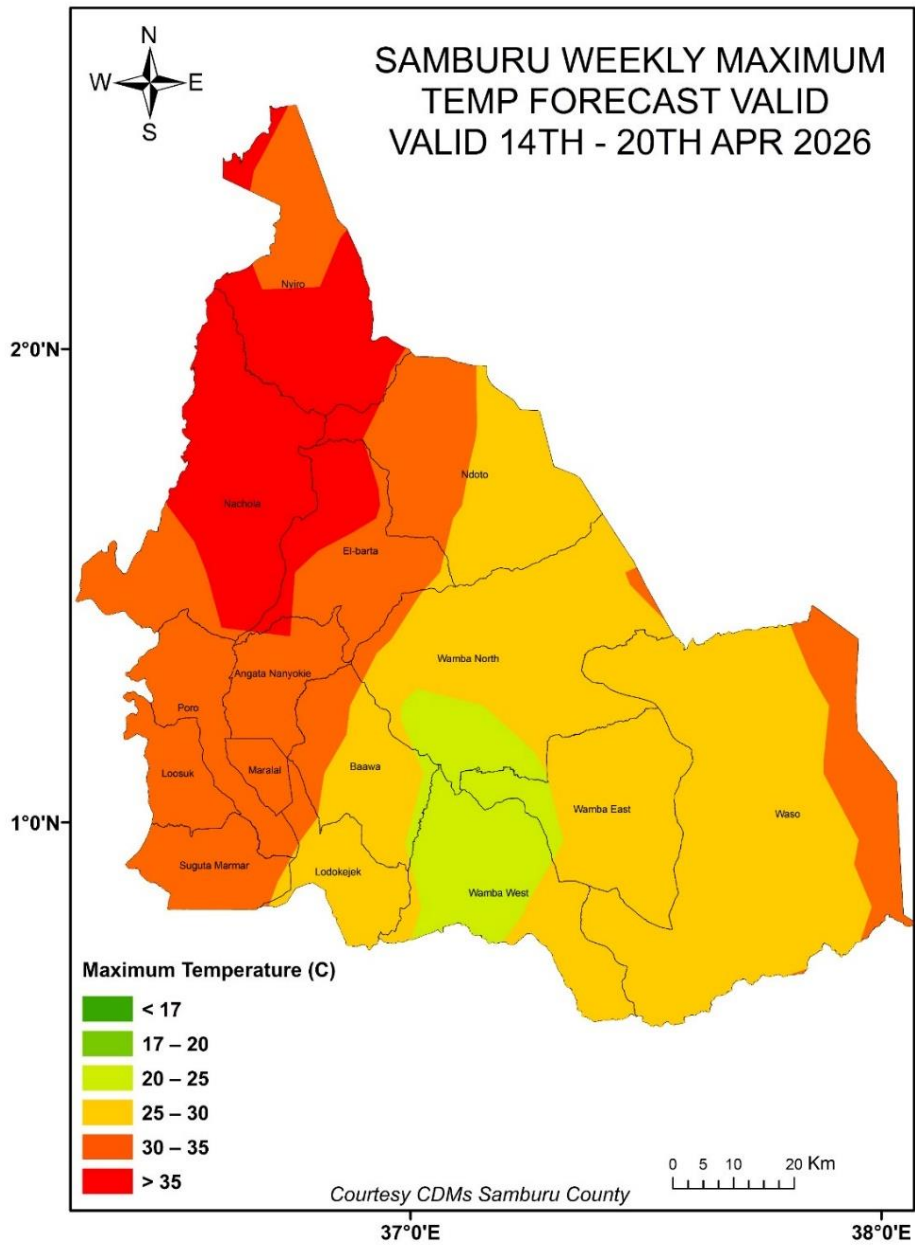 N
W E
S
SAMBURU WEEKLY MAXIMUM
TEMP FORECAST VALID
VALID 14TH - 20TH APR 2026
Nyiro
2°0'N
Ndoto
Nachola
El-barta
Wamba North
Angata Nanyokie
Poro
Loosuk
Maralal
Baawa
Wamba East
Waso
1°0'N
Suguta Marmar
Lodokejek
Wamba West
Maximum Temperature (C)
< 17
17 – 20
20 – 25
25 – 30
30 – 35
> 35
0 5 10 20 Km
Courtesy CDMs Samburu County
37°0'E 38°0'E